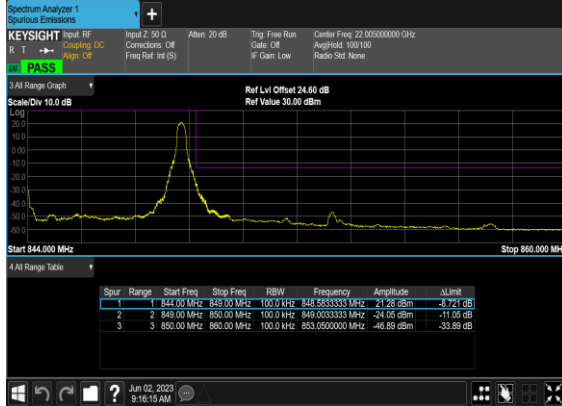 Spectrum Analyzer 1
Spurious Emissions
KEYSIGHT
R T
PASS
Input: RF
Coupling: DC
Align: Off
Input Z: 50 Ω
Corrections: Off
Freq Ref: Int (S)
Atten: 20 dB
Trig: Free Run
Gate: Off
IF Gain: Low
Center Freq: 22.005000000 GHz
Avg|Hold: 100/100
Radio Std: None
3 All Range Graph
Scale/Div 10.0 dB
Ref Lvl Offset 24.60 dB
Ref Value 30.00 dBm
Log
20.0
10.0
0.00
-10.0
-20.0
-30.0
-40.0
-50.0
-60.0
Start 844.000 MHz
Stop 860.000 MH
4 All Range Table
Spur Range Start Freq Stop Freq RBW Frequency Amplitude ΔLimit
1 1 844.00 MHz 849.00 MHz 100.0 kHz 848.5833333 MHz 21.28 dBm -8.721 dB
2 2 849.00 MHz 850.00 MHz 100.0 kHz 849.0033333 MHz -24.05 dBm -11.05 dB
3 3 850.00 MHz 860.00 MHz 100.0 kHz 853.0500000 MHz -46.89 dBm -33.89 dB
Jun 02, 2023
9:16:15 AM